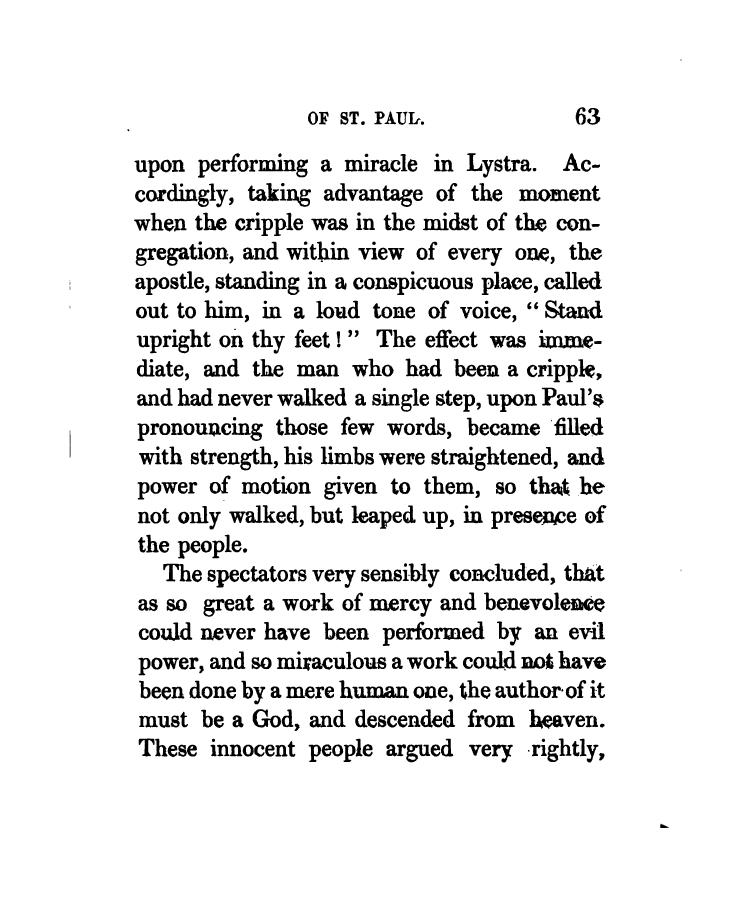 OF ST. PAUL. 63
upon performing a miracle in Lystra. Ac-
cordingly, taking advantage of the moment
when the cripple was in the midst of the con-
gregation, and within view of every one, the
apostle, standing in a conspicuous place, called
out to him, in a loud tone of voice, “ Stand
upright on thy feet ! ” The effect was imme-
diate, and the man who had been a cripple,
and had never walked a single step, upon Paul’s
pronouncing those few words, became filled
with strength, his limbs were straightened, and
power of motion given to them, so that he
not only walked, but leaped up, in presence of
the people.
The spectators very sensibly concluded, that
as so great a work of mercy and benevolence
could never have been performed by an evil
power, and so miraculous a work could not have
been done by a mere human one, the author of it
must be a God, and descended from heaven.
These innocent people argued very rightly,